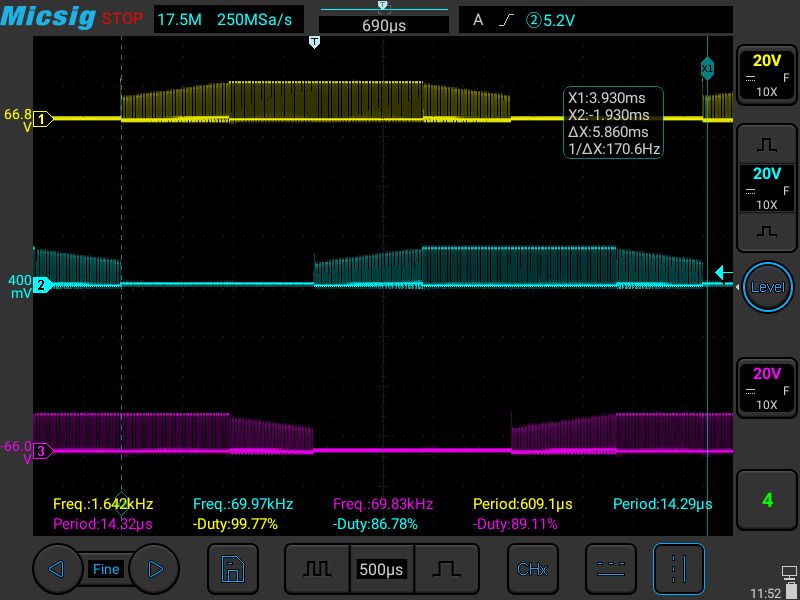 Micsig STOP 17.5M 250MSa/s 690µs A ②5.2V
T
T
X1
20V
F
10X
X1:3.930ms
X2:-1.930ms
ΔX:5.860ms
1/ΔX:170.6Hz
66.8
V
1
20V
F
10X
400
mV
2
Level
20V
F
10X
-66.0
V
3
Freq.:1.642kHz Freq.:69.97kHz Freq.:69.83kHz Period:609.1µs Period:14.29µs
Period:14.32µs -Duty:99.77% -Duty:86.78% -Duty:89.11%
4
Fine 500µs CHx
11:52